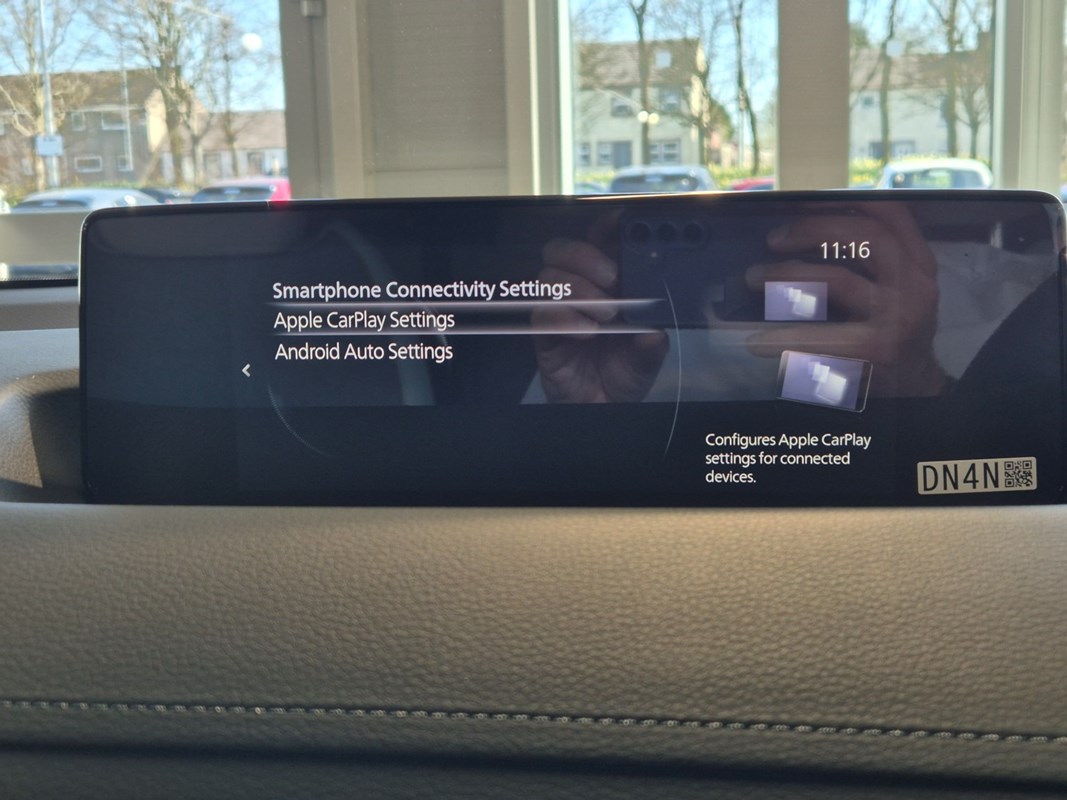 11:16
Smartphone Connectivity Settings
Apple CarPlay Settings
Android Auto Settings
Configures Apple CarPlay
settings for connected
devices.
DN4N